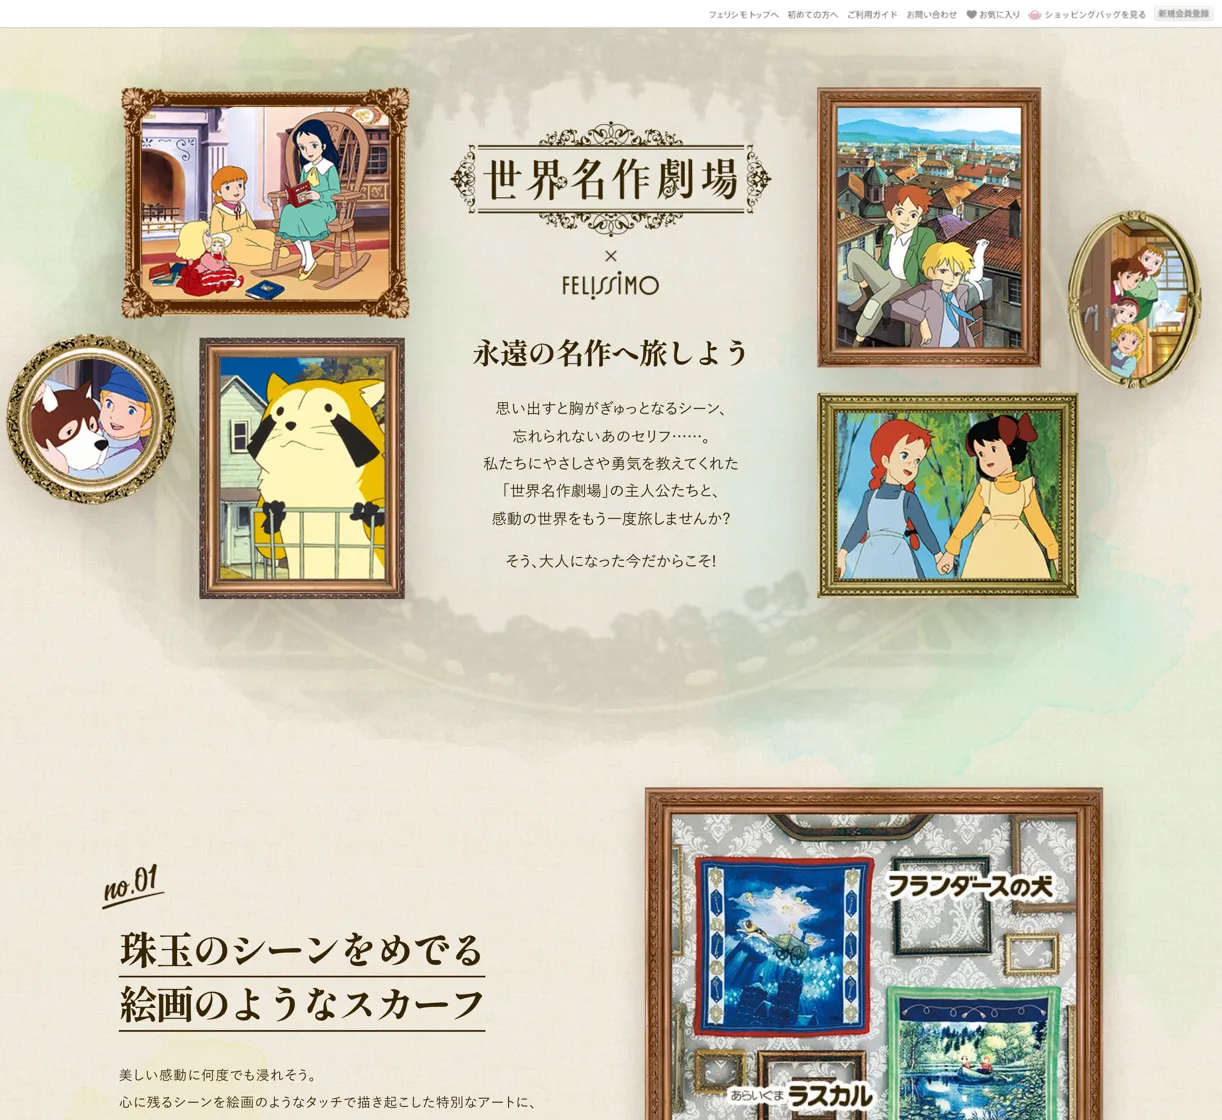 フェリシモトップへ 初めての方へ ご利用ガイド お問い合わせ お気に入り ショッピングバッグを見る 新規会員登録
世界名作劇場
×
FELISSIMO
永遠の名作へ旅しよう
思い出すと胸がぎゅっとなるシーン、
忘れられないあのセリフ……。
私たちにやさしさや勇気を教えてくれた
「世界名作劇場」の主人公たちと、
感動の世界をもう一度旅しませんか?
そう、大人になった今だからこそ!
no.01
珠玉のシーンをめでる
絵画のようなスカーフ
美しい感動に何度でも浸れそう。
心に残るシーンを絵画のようなタッチで描き起こした特別なアートに、
フランダースの犬
あらいぐま ラスカル